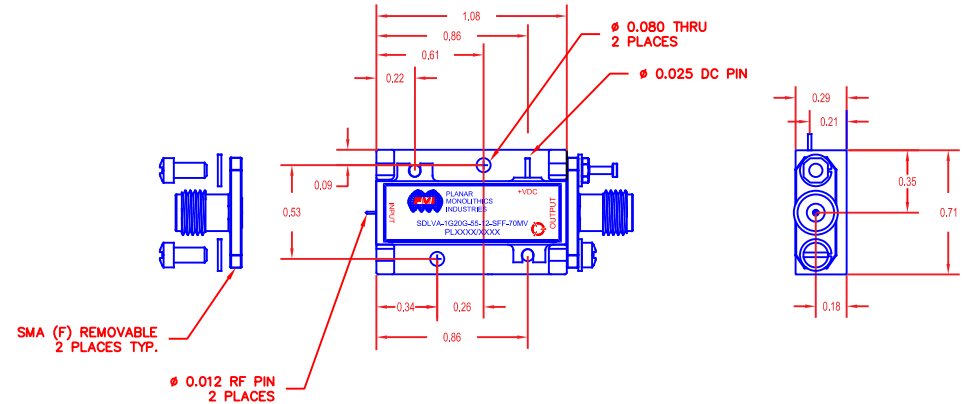 1.08
0.86
0.61
0.22
ø 0.080 THRU
2 PLACES
ø 0.025 DC PIN
0.29
0.21
0.09
0.53
0.35
0.71
0.18
PMI
PLANAR
MONOLITHICS
INDUSTRIES
+VDC
INPUT
OUTPUT
SDLVA-1G20G-55-12-SFF-70MV
PLXXXX/XXXX
0.34
0.26
0.86
SMA (F) REMOVABLE
2 PLACES TYP.
ø 0.012 RF PIN
2 PLACES